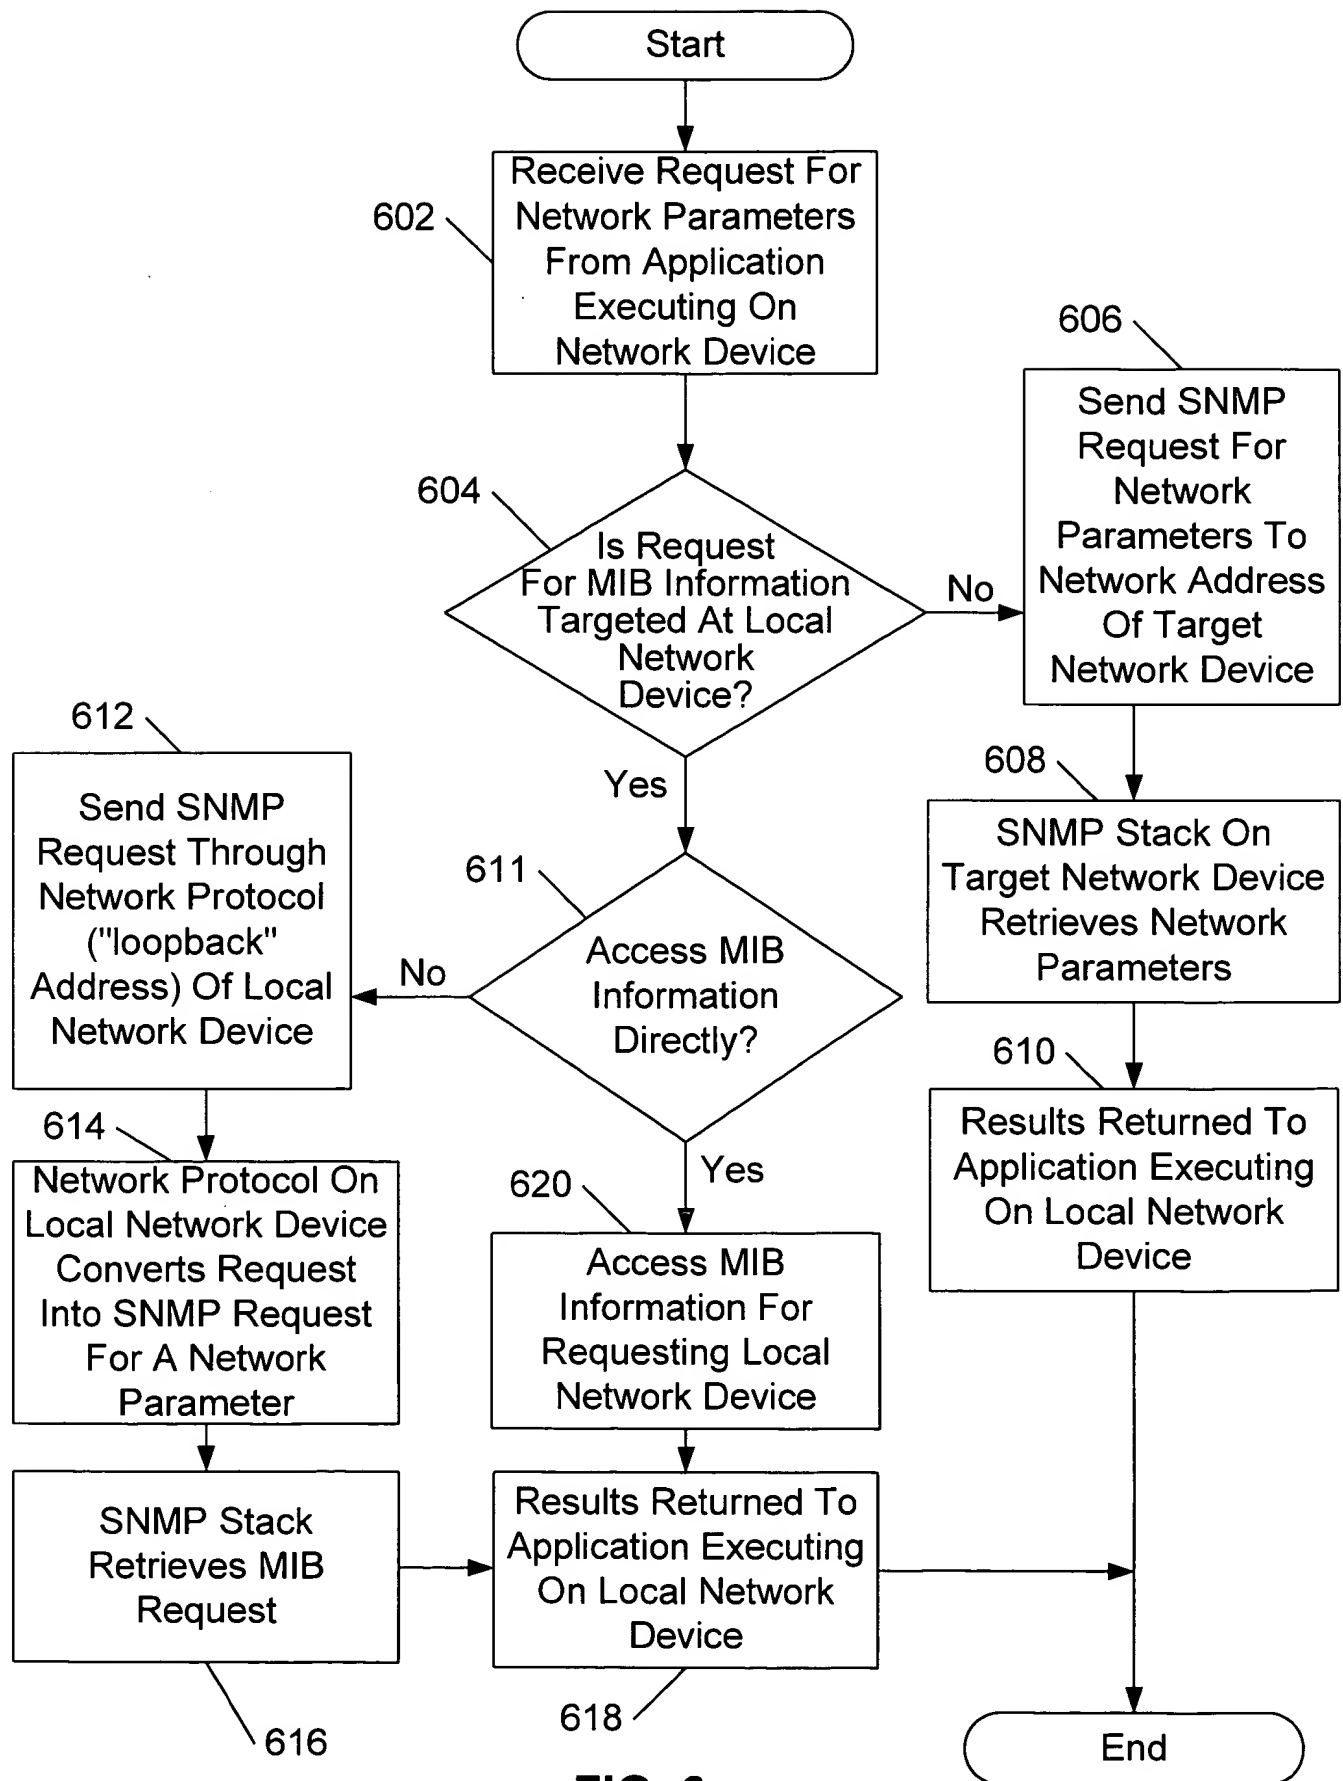 Start
602
Receive Request For
Network Parameters
From Application
Executing On
Network Device
606
Send SNMP
Request For
Network
Parameters To
Network Address
Of Target
Network Device
604
Is Request
For MIB Information
Targeted At Local
Network
Device?
No
Yes
612
Send SNMP
Request Through
Network Protocol
("loopback"
Address) Of Local
Network Device
608
SNMP Stack On
Target Network Device
Retrieves Network
Parameters
611
Access MIB
Information
Directly?
No
Yes
610
Results Returned To
Application Executing
On Local Network
Device
614
Network Protocol On
Local Network Device
Converts Request
Into SNMP Request
For A Network
Parameter
620
Access MIB
Information For
Requesting Local
Network Device
SNMP Stack
Retrieves MIB
Request
616
Results Returned To
Application Executing
On Local Network
Device
618
End